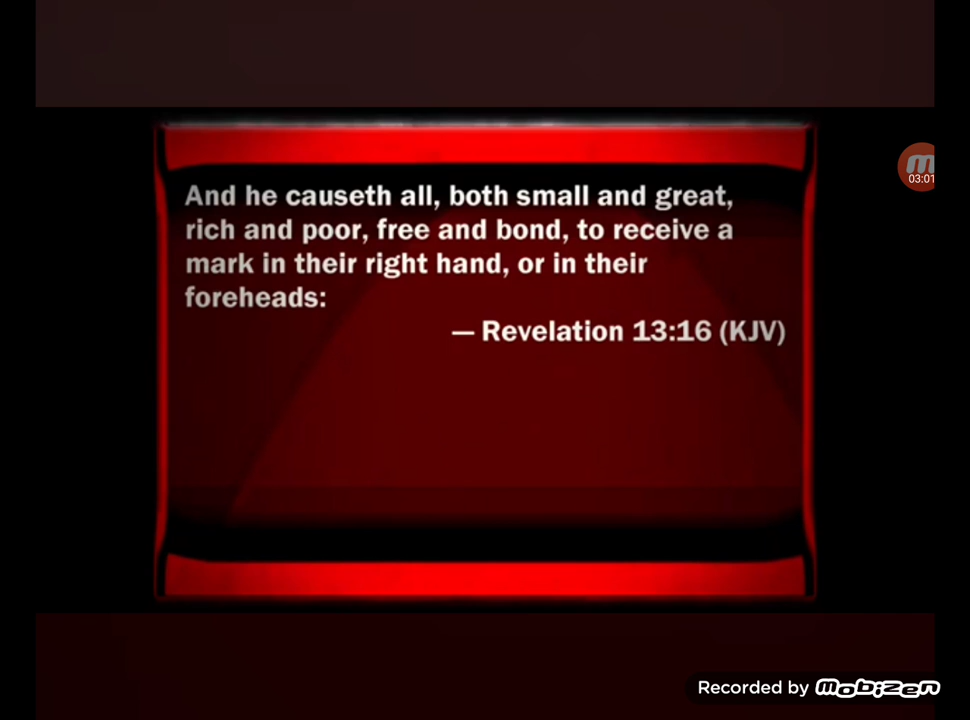 And he causeth all, both small and great,
rich and poor, free and bond, to receive a
mark in their right hand, or in their
foreheads:
— Revelation 13:16 (KJV)
03:01
Recorded by mobizen